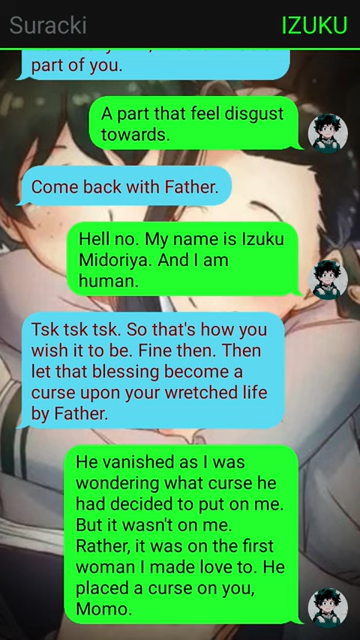 Suracki
IZUKU
part of you.
A part that feel disgust
towards.
Come back with Father.
Hell no. My name is Izuku
Midoriya. And I am
human.
Tsk tsk tsk. So that's how you
wish it to be. Fine then. Then
let that blessing become a
curse upon your wretched life
by Father.
He vanished as I was
wondering what curse he
had decided to put on me.
But it wasn't on me.
Rather, it was on the first
woman I made love to. He
placed a curse on you,
Momo.